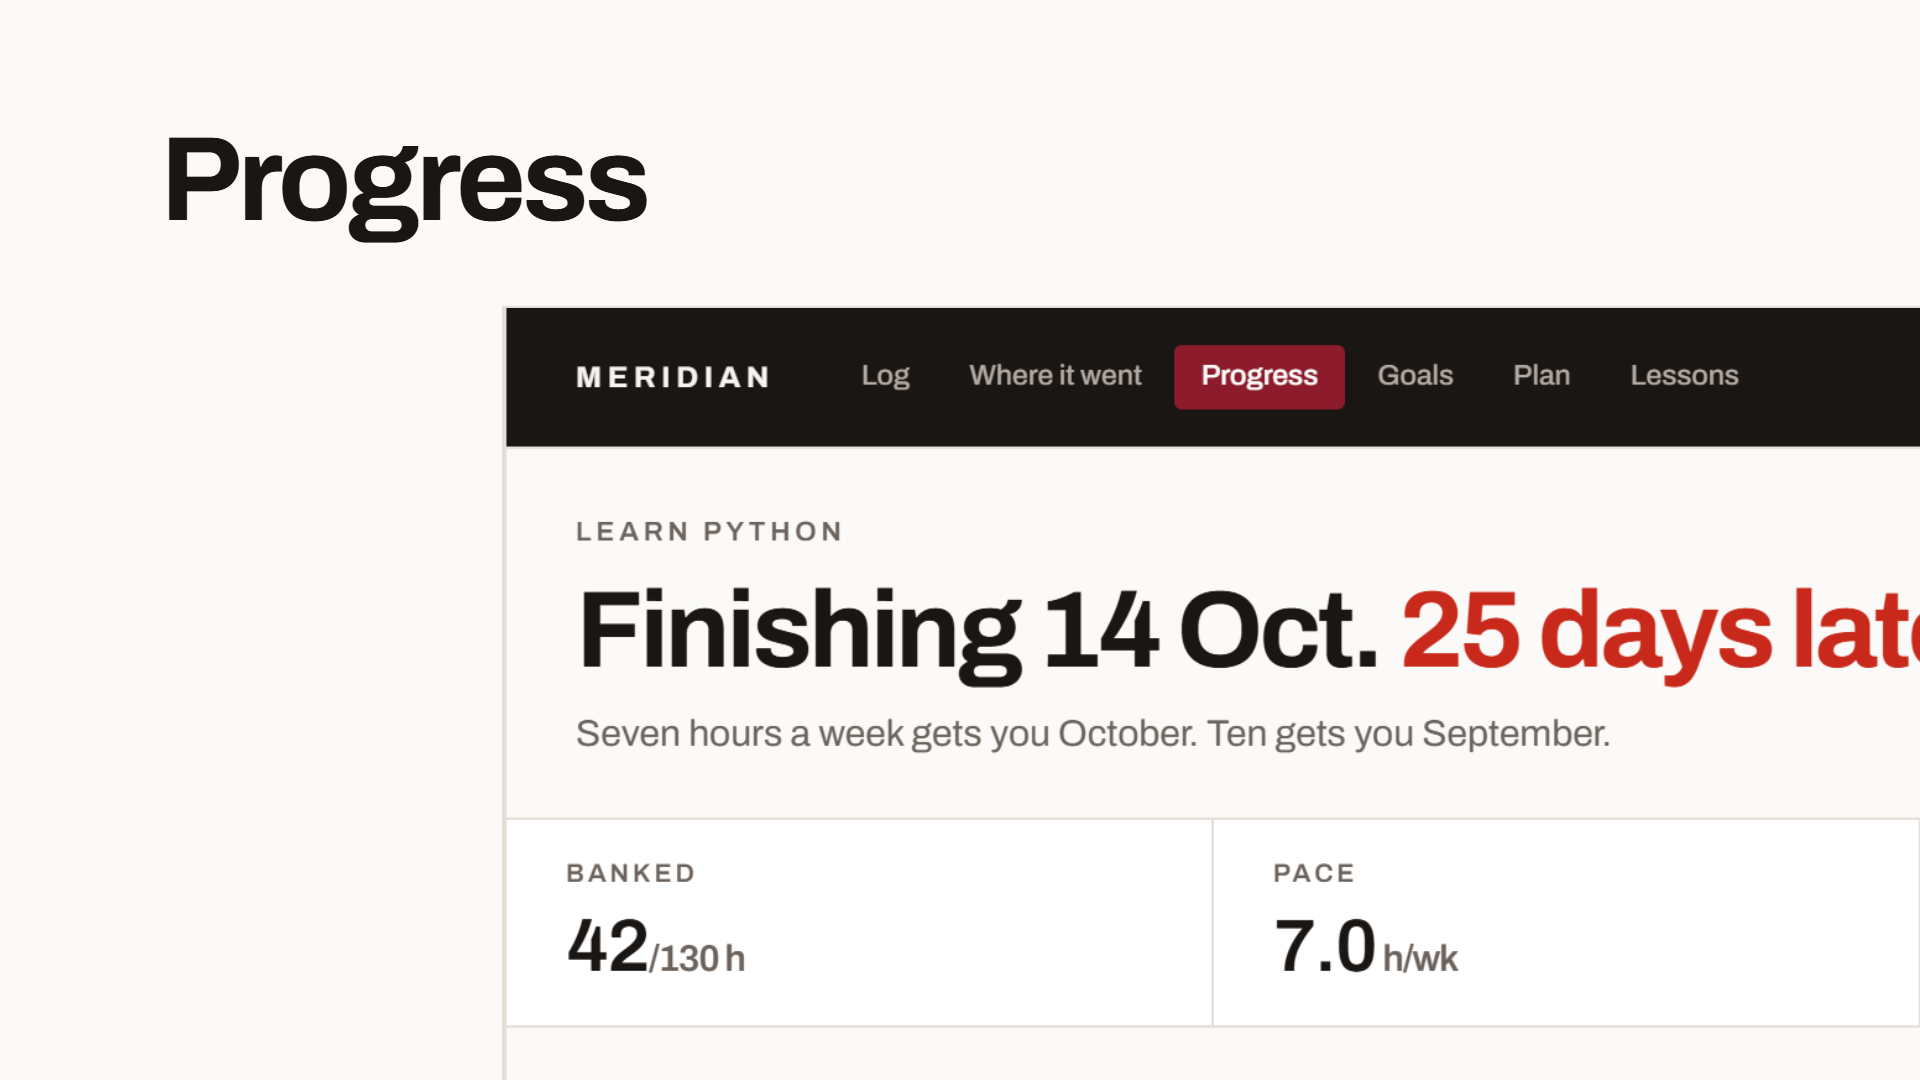 Progress
MERIDIAN Log Where it went Progress Goals Plan Lessons
LEARN PYTHON
Finishing 14 Oct. 25 days
Seven hours a week gets you October. Ten gets you September.
BANKED PACE
42/130 h 7.0 h/wk